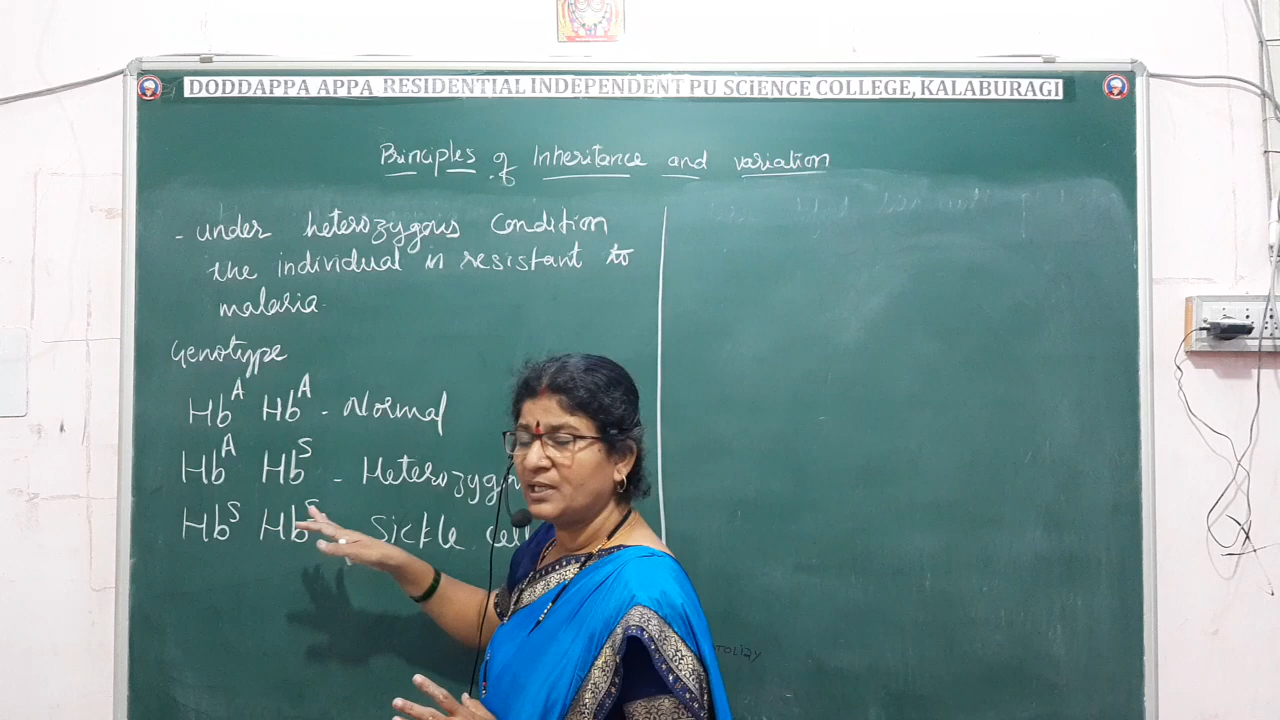 DODDAPPA APPA RESIDENTIAL INDEPENDENT PU SCIENCE COLLEGE, KALABURAGI
Principles of Inheritance and variation
- under heterozygous Condition
the individual is resistant to
malaria.
Genotype
Hb^A Hb^A - Normal
Hb^A Hb^S - Heterozygo
Hb^S Hb^S Sickle cell